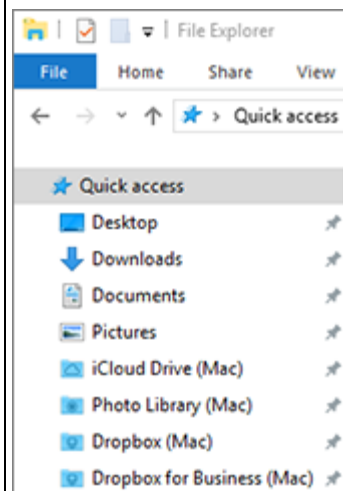 File Explorer
File Home Share View
Quick access
Quick access
Desktop
Downloads
Documents
Pictures
iCloud Drive (Mac)
Photo Library (Mac)
Dropbox (Mac)
Dropbox for Business (Mac)